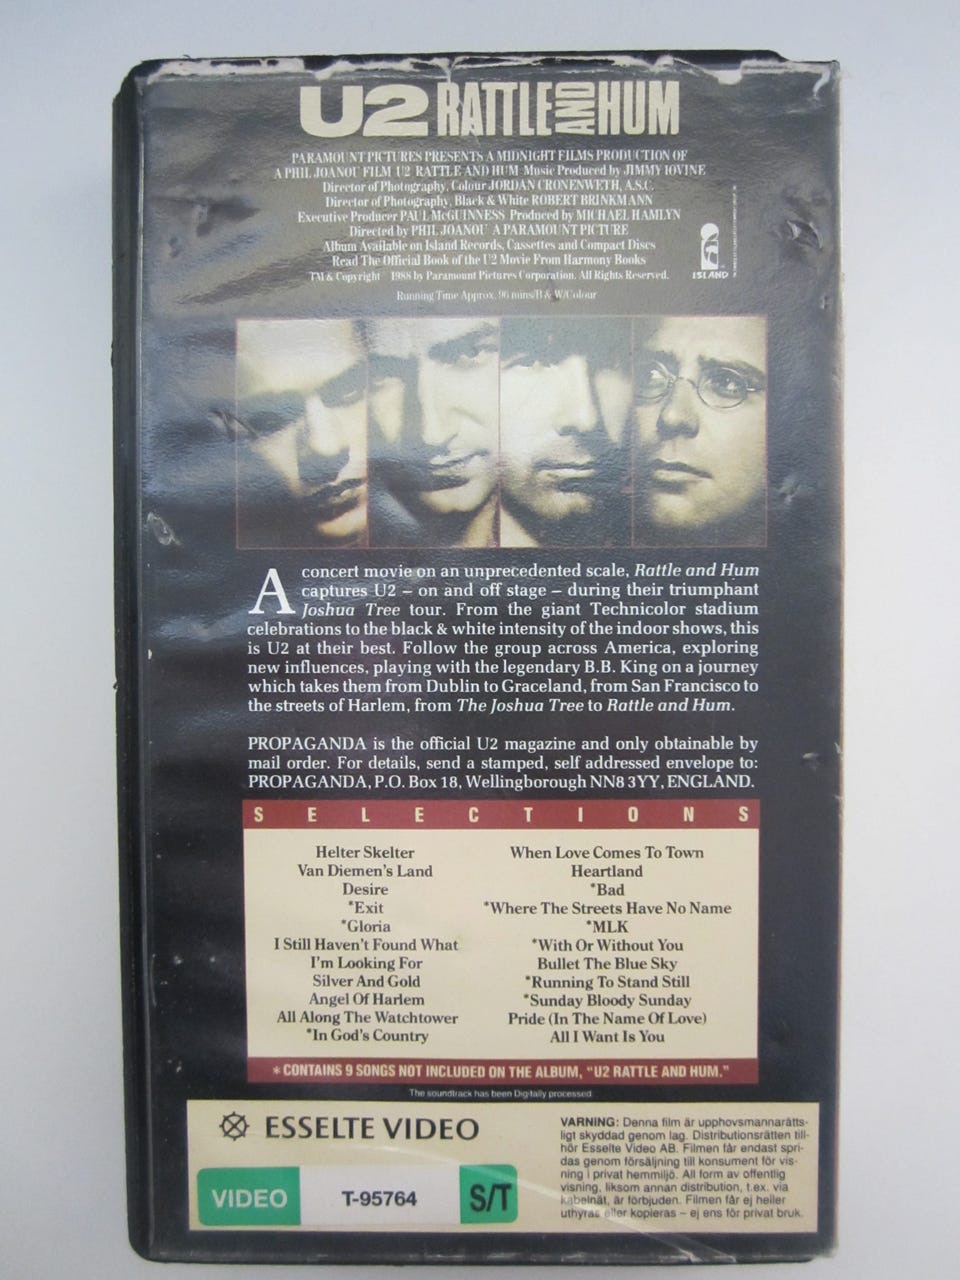 U2 RATTLE AND HUM
PARAMOUNT PICTURES PRESENTS A MIDNIGHT FILMS PRODUCTION OF
A PHIL JOANOU FILM U2 RATTLE AND HUM Music Produced by JIMMY IOVINE
Director of Photography, Colour JORDAN CRONENWETH, A.S.C.
Director of Photography, Black & White ROBERT BRINKMANN
Executive Producer PAUL McGUINNESS Produced by MICHAEL HAMLYN
Directed by PHIL JOANOU A PARAMOUNT PICTURE
Album Available on Island Records, Cassettes and Compact Discs
Read The Official Book of the U2 Movie From Harmony Books
TM & Copyright 1988 by Paramount Pictures Corporation. All Rights Reserved.
Running Time Approx. 96 mins/B & W/Colour
ISLAND
A concert movie on an unprecedented scale, Rattle and Hum
captures U2 – on and off stage – during their triumphant
Joshua Tree tour. From the giant Technicolor stadium
celebrations to the black & white intensity of the indoor shows, this
is U2 at their best. Follow the group across America, exploring
new influences, playing with the legendary B.B. King on a journey
which takes them from Dublin to Graceland, from San Francisco to
the streets of Harlem, from The Joshua Tree to Rattle and Hum.
PROPAGANDA is the official U2 magazine and only obtainable by
mail order. For details, send a stamped, self addressed envelope to:
PROPAGANDA, P.O. Box 18, Wellingborough NN8 3YY, ENGLAND.
SELECTIONS
Helter Skelter
Van Diemen's Land
Desire
*Exit
*Gloria
I Still Haven't Found What
I'm Looking For
Silver And Gold
Angel Of Harlem
All Along The Watchtower
*In God's Country
When Love Comes To Town
Heartland
*Bad
*Where The Streets Have No Name
*MLK
*With Or Without You
Bullet The Blue Sky
*Running To Stand Still
*Sunday Bloody Sunday
Pride (In The Name Of Love)
All I Want Is You
* CONTAINS 9 SONGS NOT INCLUDED ON THE ALBUM, "U2 RATTLE AND HUM."
The soundtrack has been Digitally processed
ESSELTE VIDEO
VIDEO T-95764 S/T
VARNING: Denna film är upphovsmannarätts-
ligt skyddad genom lag. Distributionsrätten till-
hör Esselte Video AB. Filmen får endast spri-
das genom försäljning till konsument för vis-
ning i privat hemmiljö. All form av offentlig
visning, liksom annan distribution, t.ex. via
kabelnät, är förbjuden. Filmen får ej heller
uthyras eller kopieras – ej ens för privat bruk.